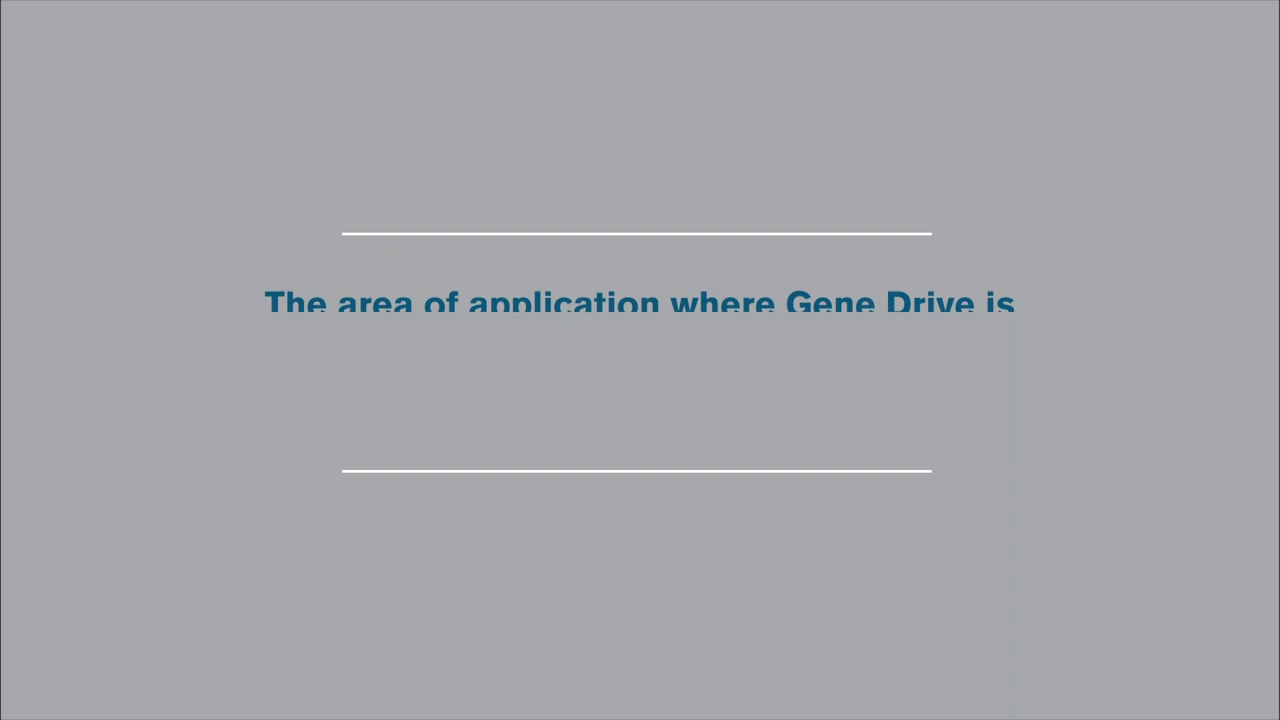 The area of application where Gene Drive is